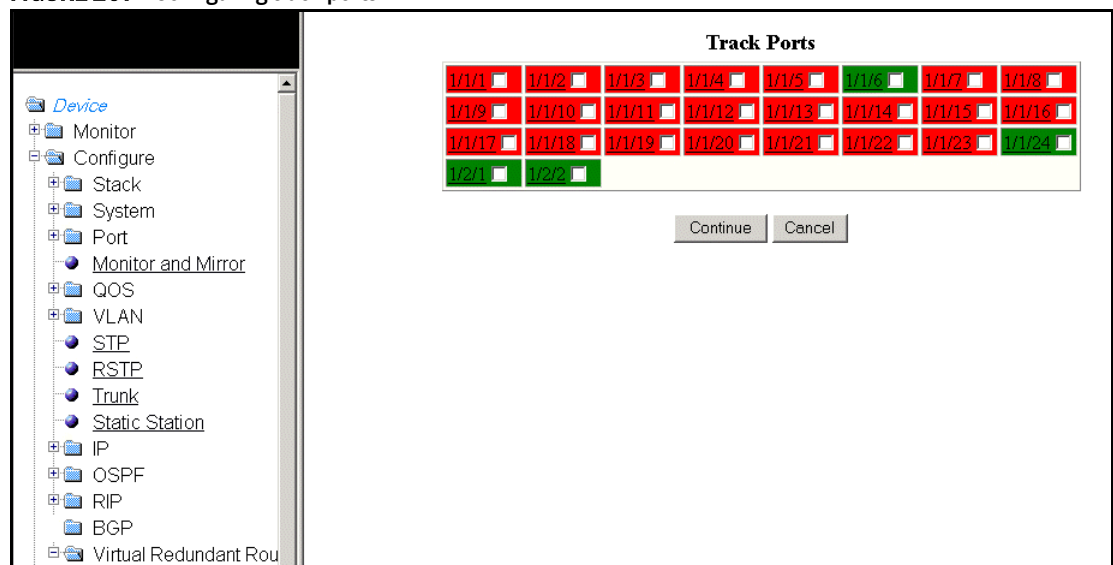 Track Ports
1/1/1 1/1/2 1/1/3 1/1/4 1/1/5 1/1/6 1/1/7 1/1/8
1/1/9 1/1/10 1/1/11 1/1/12 1/1/13 1/1/14 1/1/15 1/1/16
1/1/17 1/1/18 1/1/19 1/1/20 1/1/21 1/1/22 1/1/23 1/1/24
1/2/1 1/2/2
Continue Cancel
Device
Monitor
Configure
Stack
System
Port
Monitor and Mirror
QOS
VLAN
STP
RSTP
Trunk
Static Station
IP
OSPF
RIP
BGP
Virtual Redundant Rou